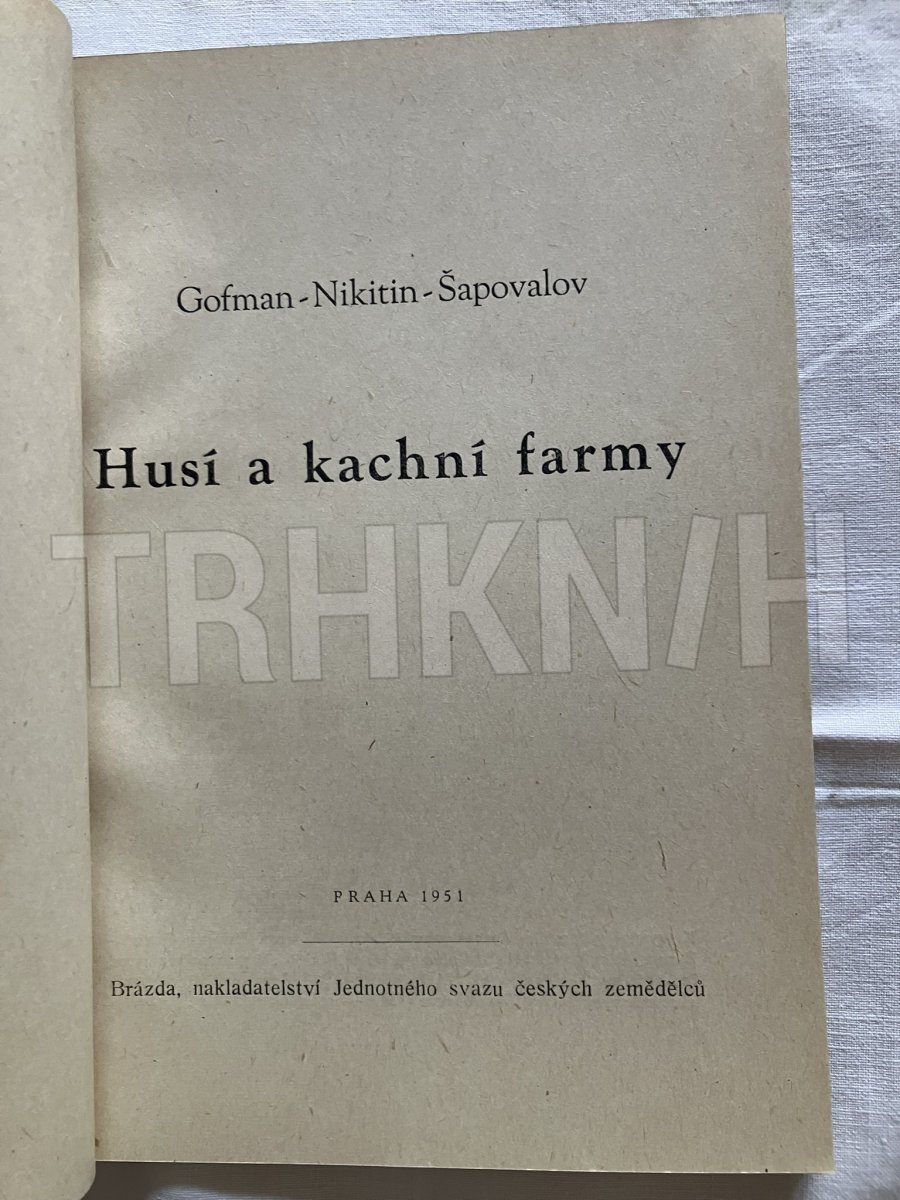 Gofman-Nikitin-Šapovalov
Husí a kachní farmy
TRHKNIH
PRAHA 1951
Brázda, nakladatelství Jednotného svazu českých zemědělců